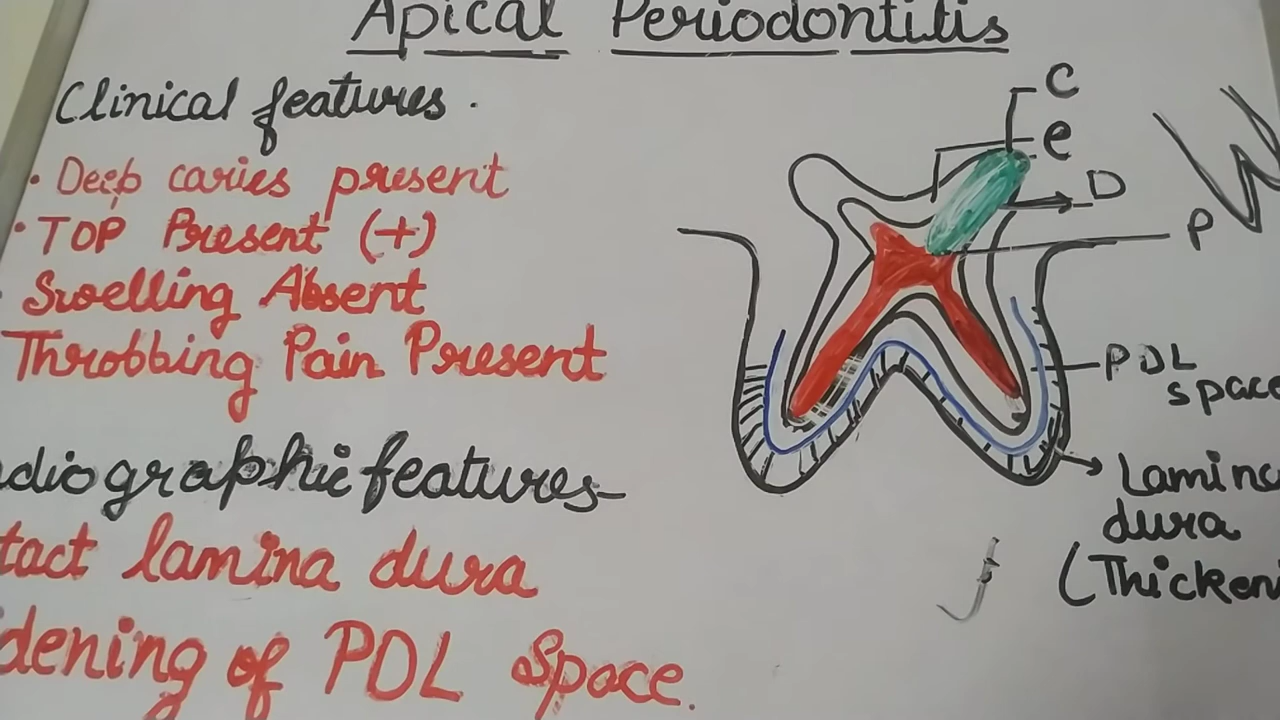 Apical Periodontitis
Clinical features.
• Deep caries present
• TOP Present (+)
Swelling Absent
Throbbing Pain Present
diographic features-
tact lamina dura
dening of PDL Space.
C
e
D
P
PDL
space
Lamina
dura
(Thickeni